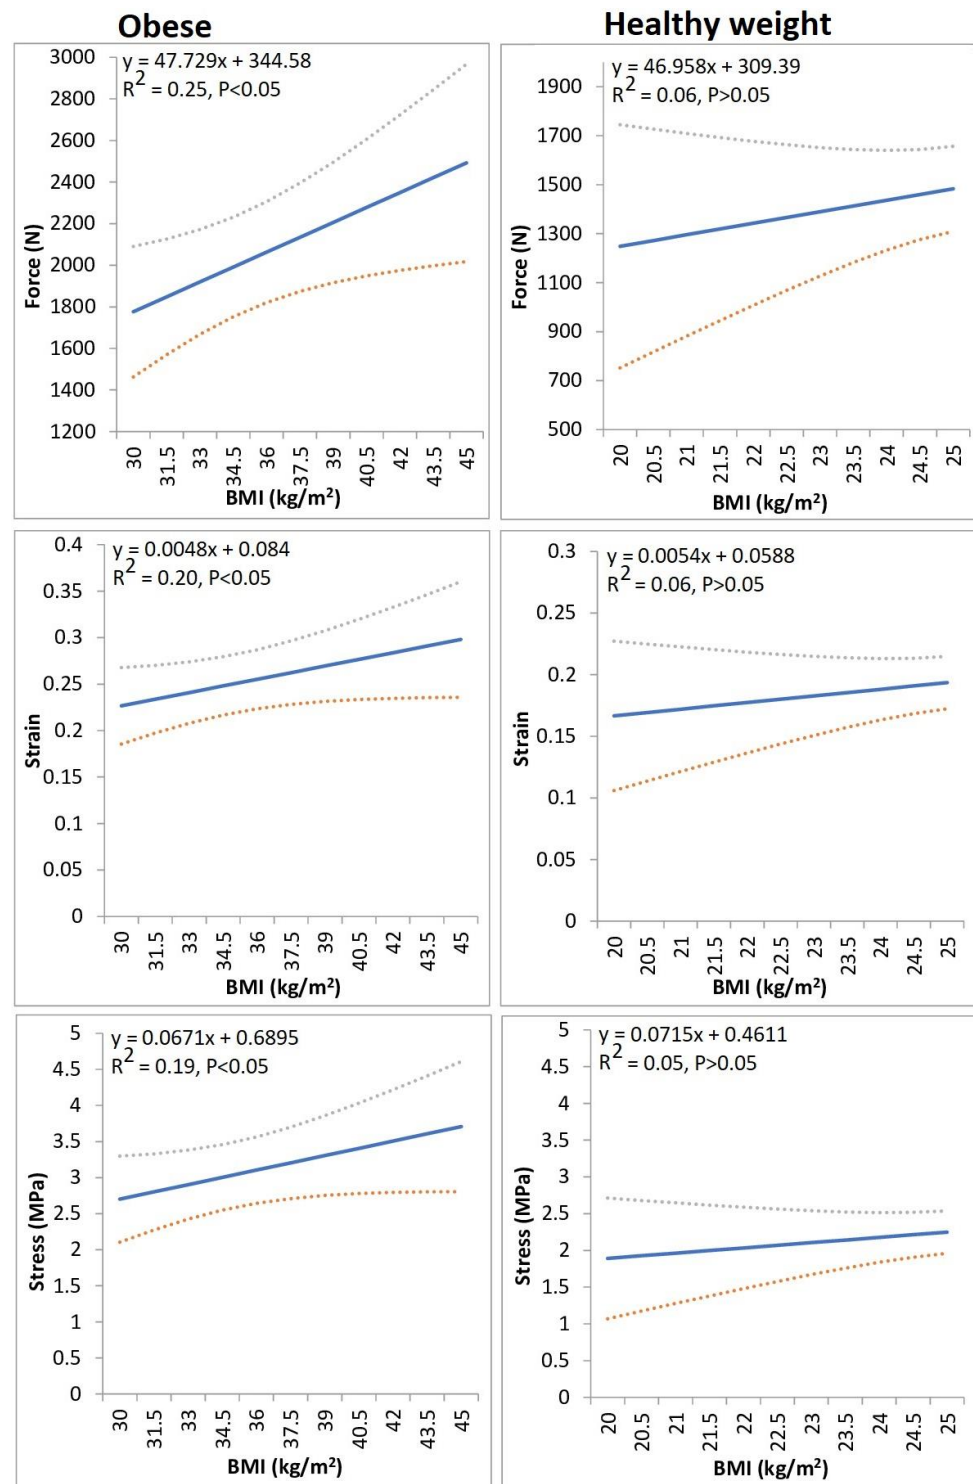 Obese
Healthy weight
y = 47.729x + 344.58
R² = 0.25, P<0.05
3000
2800
2600
2400
2200
2000
1800
1600
1400
1200
Force (N)
30 31.5 33 34.5 36 37.5 39 40.5 42 43.5 45
BMI (kg/m²)
y = 46.958x + 309.39
R² = 0.06, P>0.05
1900
1700
1500
1300
1100
900
700
500
Force (N)
20 20.5 21 21.5 22 22.5 23 23.5 24 24.5 25
BMI (kg/m²)
y = 0.0048x + 0.084
R² = 0.20, P<0.05
0.4
0.35
0.3
0.25
0.2
0.15
0.1
0.05
0
Strain
30 31.5 33 34.5 36 37.5 39 40.5 42 43.5 45
BMI (kg/m²)
y = 0.0054x + 0.0588
R² = 0.06, P>0.05
0.3
0.25
0.2
0.15
0.1
0.05
0
Strain
20 20.5 21 21.5 22 22.5 23 23.5 24 24.5 25
BMI (kg/m²)
y = 0.0671x + 0.6895
R² = 0.19, P<0.05
5
4.5
4
3.5
3
2.5
2
1.5
1
0.5
0
Stress (MPa)
30 31.5 33 34.5 36 37.5 39 40.5 42 43.5 45
BMI (kg/m²)
y = 0.0715x + 0.4611
R² = 0.05, P>0.05
5
4.5
4
3.5
3
2.5
2
1.5
1
0.5
0
Stress (MPa)
20 20.5 21 21.5 22 22.5 23 23.5 24 24.5 25
BMI (kg/m²)